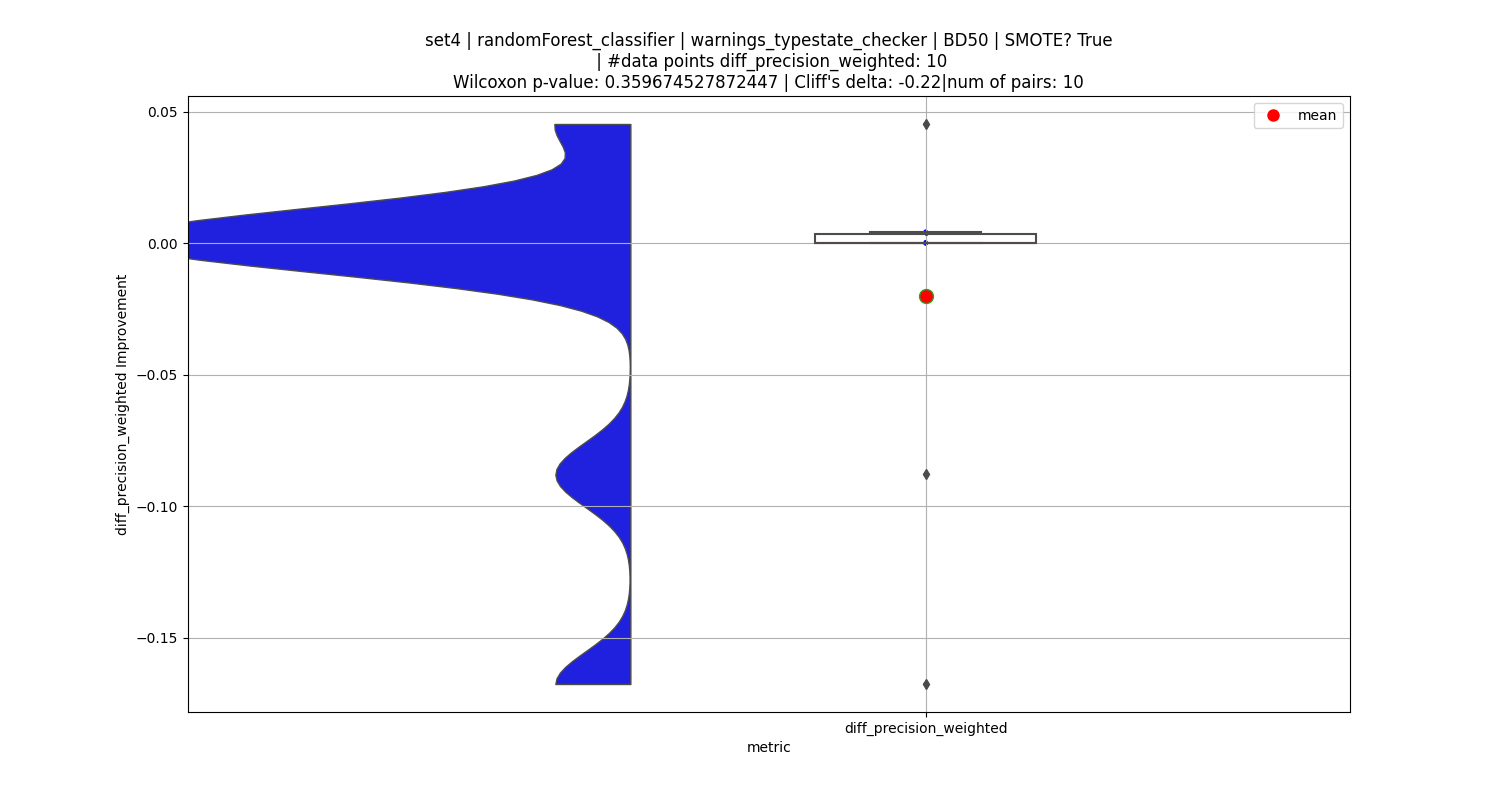 set4 | randomForest_classifier | warnings_typestate_checker | BD50 | SMOTE? True
| #data points diff_precision_weighted: 10
Wilcoxon p-value: 0.359674527872447 | Cliff's delta: -0.22|num of pairs: 10
mean
0.05
0.00
−0.05
−0.10
−0.15
diff_precision_weighted Improvement
diff_precision_weighted
metric